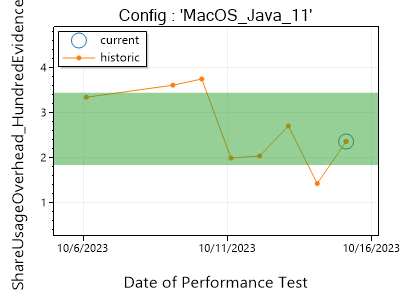 Config : 'MacOS_Java_11'
current
historic
ShareUsageOverhead_HundredEvidence
4
3
2
1
10/6/2023
10/11/2023
10/16/2023
Date of Performance Test